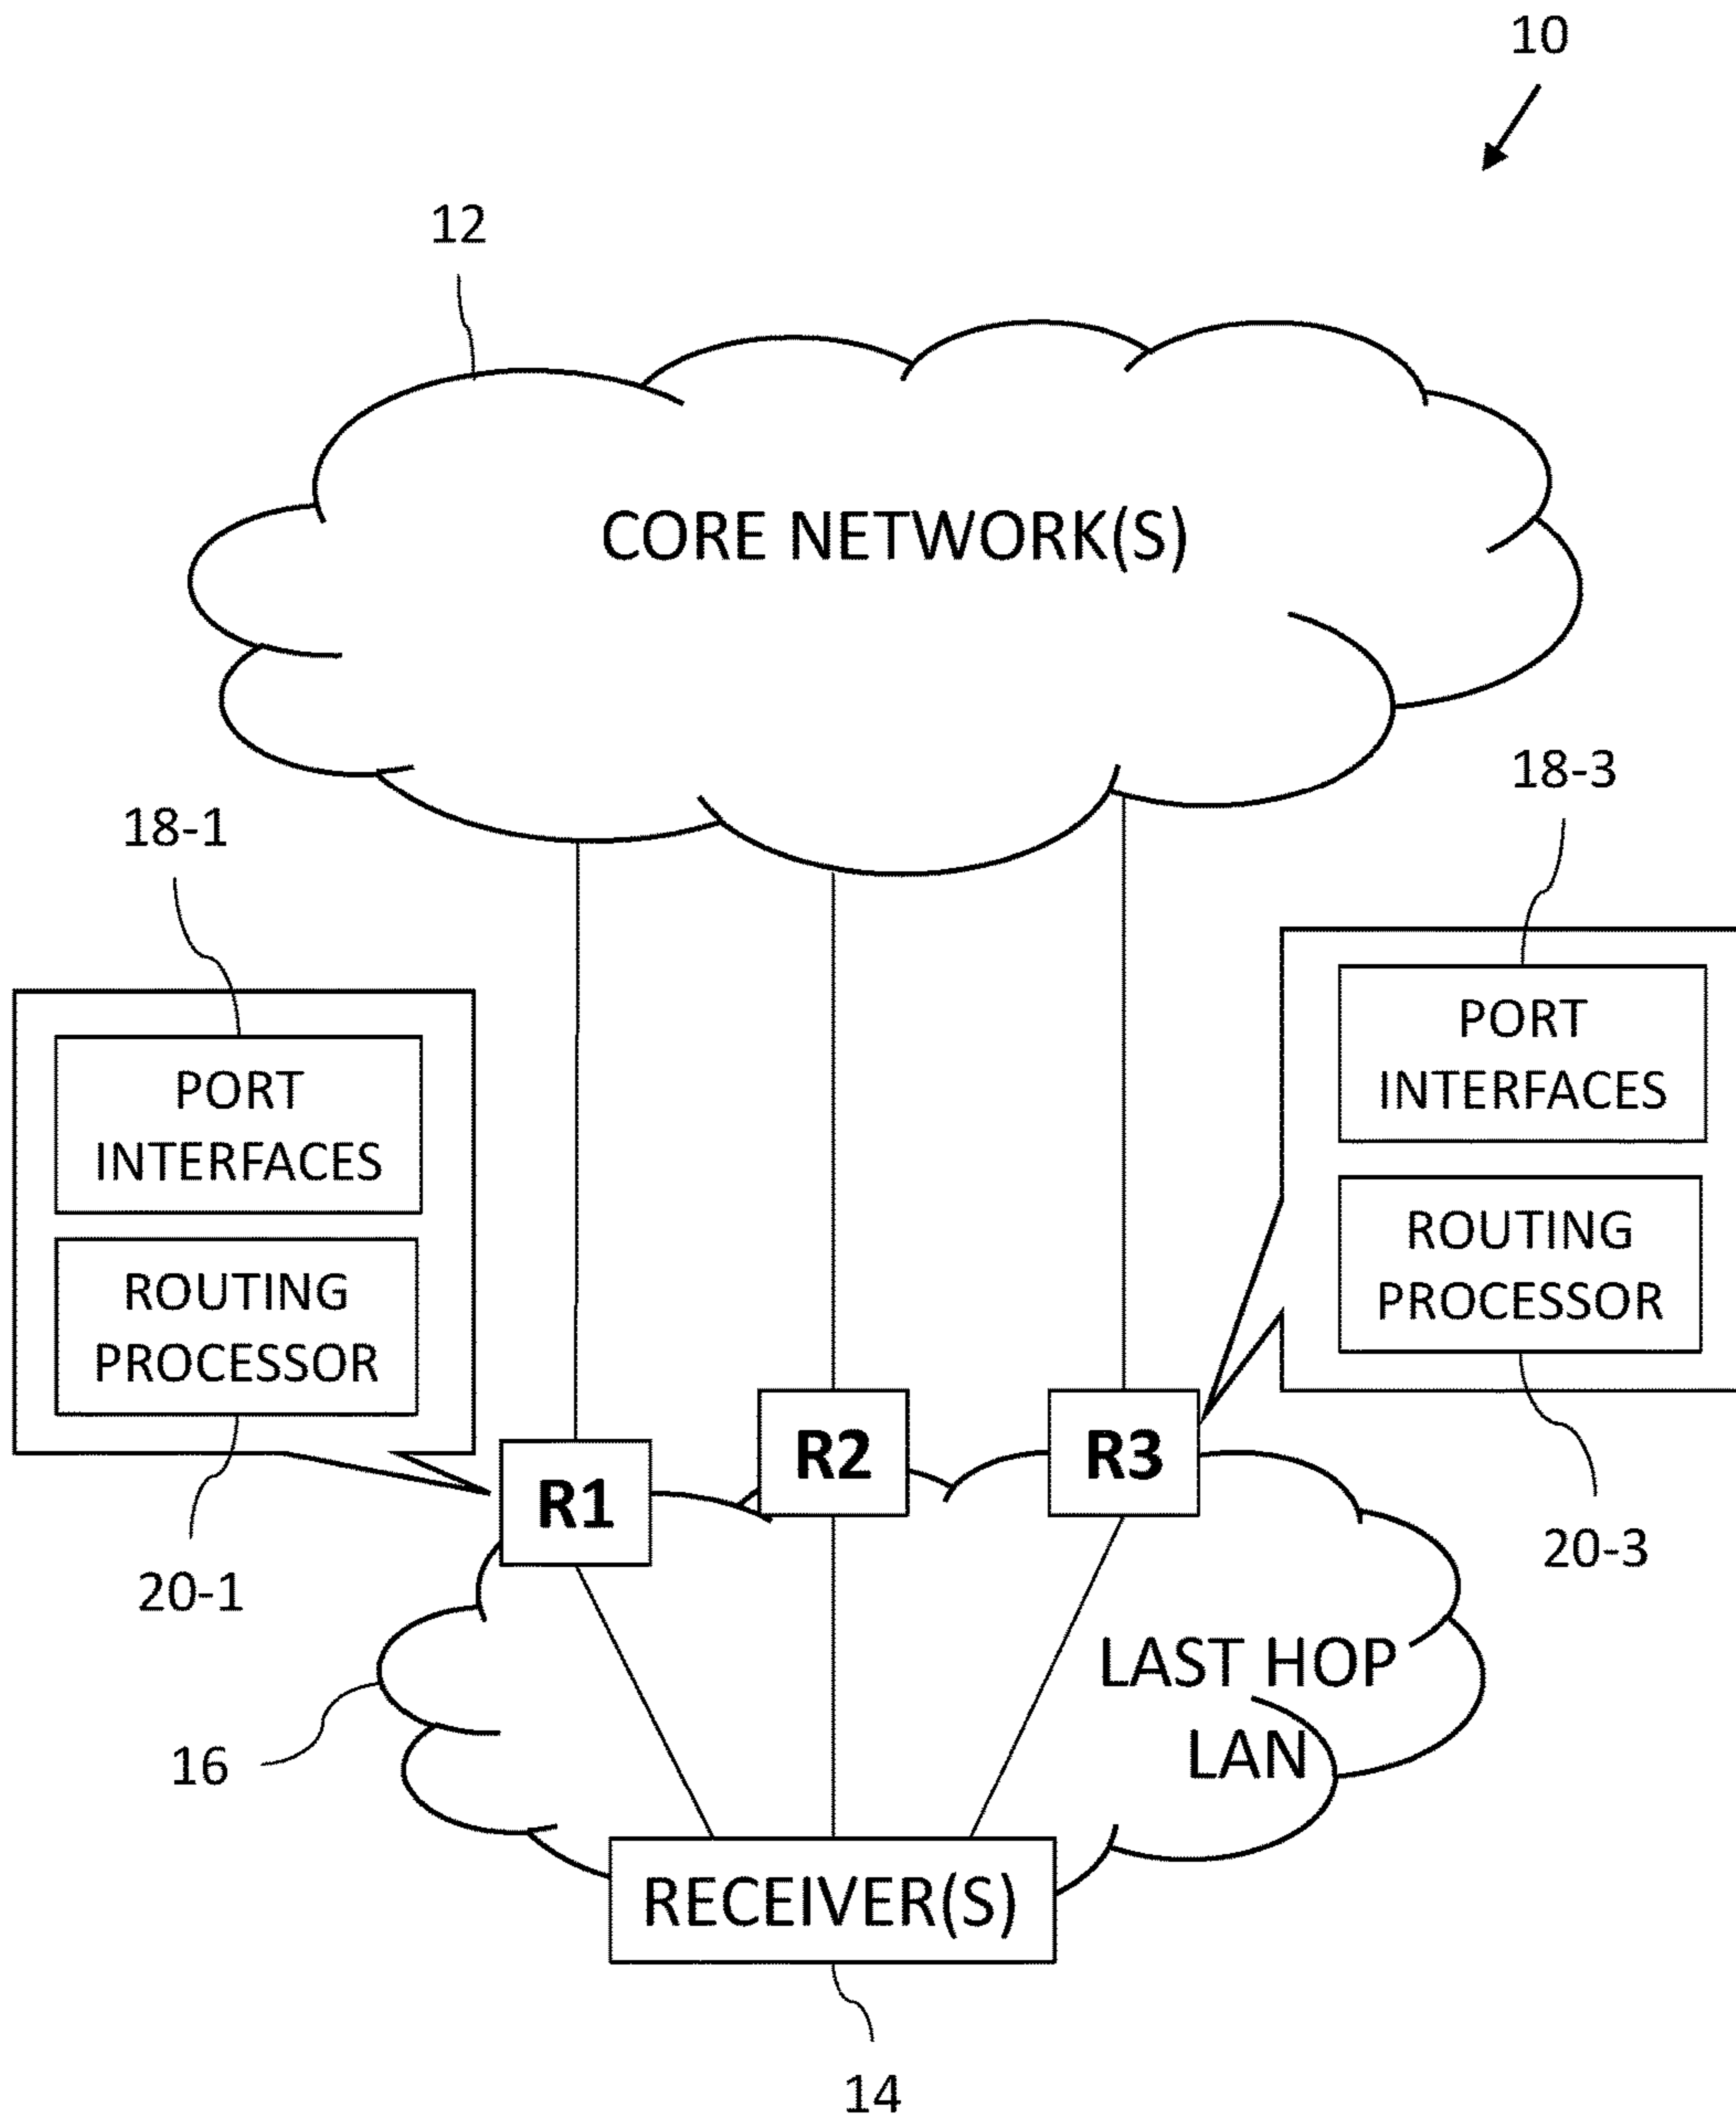 10
12
CORE NETWORK(S)
18-3
18-1
PORT
INTERFACES
PORT
INTERFACES
ROUTING
PROCESSOR
ROUTING
PROCESSOR
R1
R2
R3
20-1
20-3
LAST HOP
LAN
16
RECEIVER(S)
14